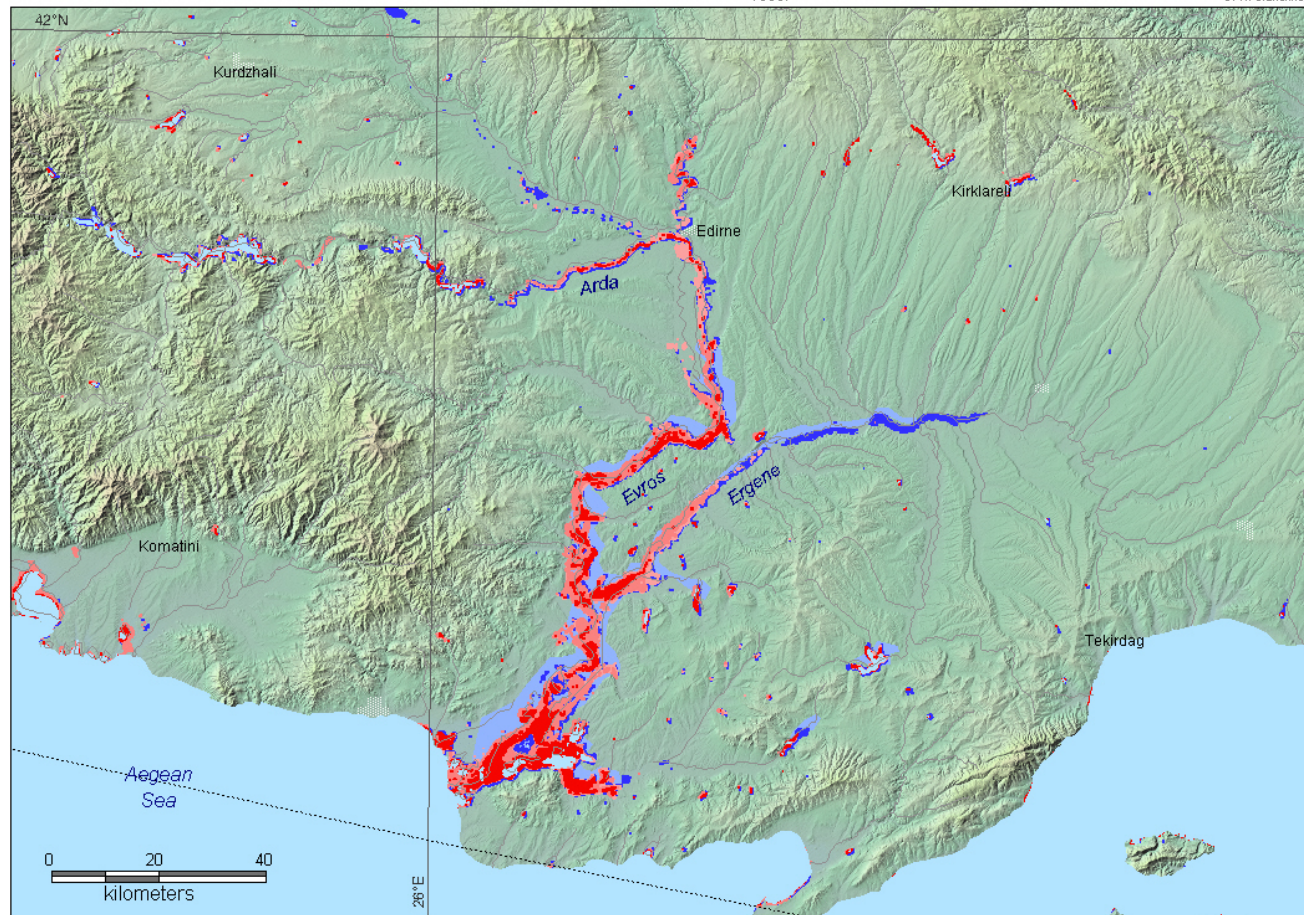 42°N
Kurdzhali
Kirklareli
Edirne
Arda
Evros
Ergene
Komatini
Tekirdag
Aegean
Sea
0 20 40
kilometers
26°E